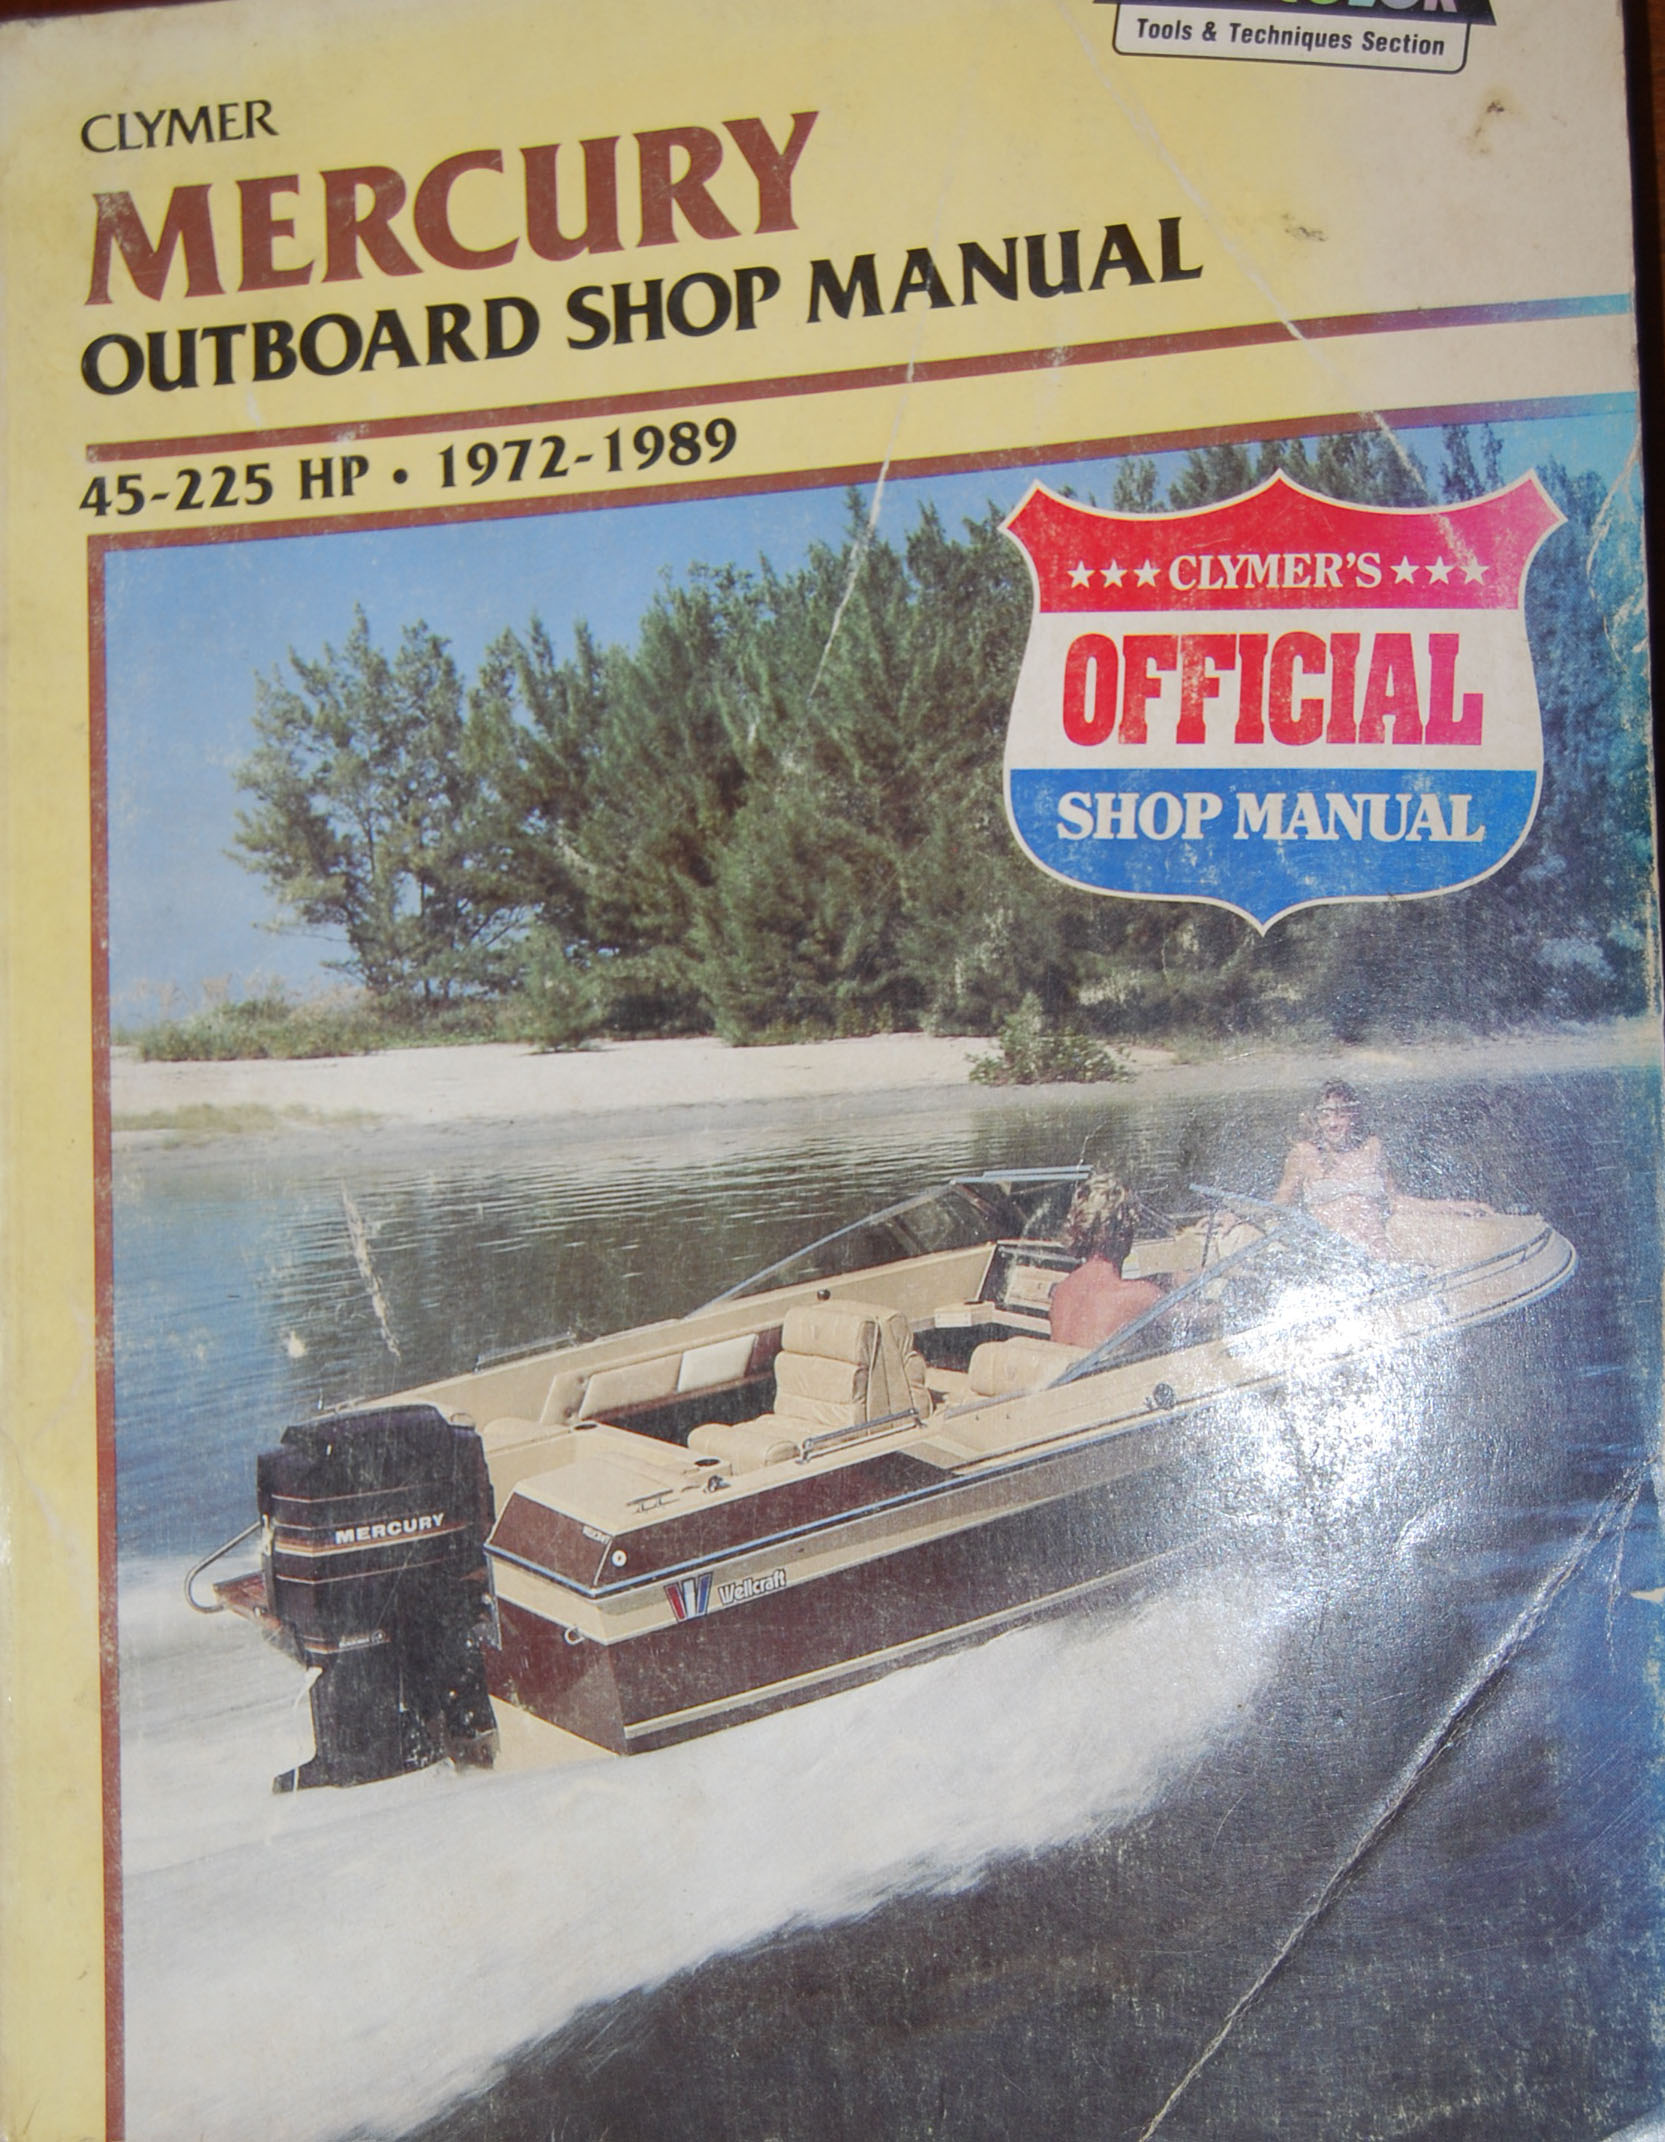 Tools & Techniques Section
CLYMER
MERCURY
OUTBOARD SHOP MANUAL
45-225 HP • 1972-1989
★★★CLYMER'S★★★
OFFICIAL
SHOP MANUAL
MERCURY
Wellcraft